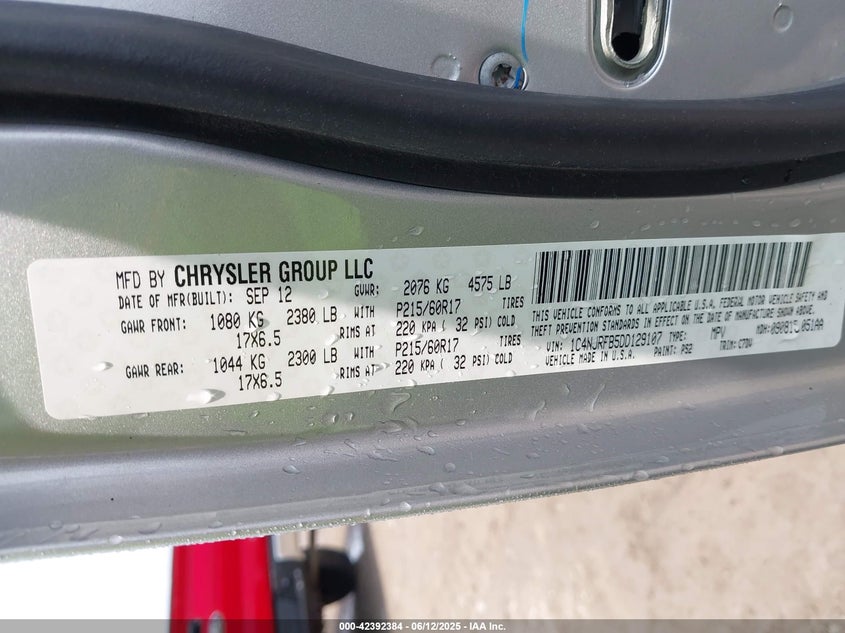 MFD BY CHRYSLER GROUP LLC
DATE OF MFR(BUILT): SEP 12 GVWR: 2076 KG 4575 LB
GAWR FRONT: 1080 KG 2380 LB WITH P215/60R17 TIRES
17X6.5 RIMS AT 220 KPA ( 32 PSI) COLD
GAWR REAR: 1044 KG 2300 LB WITH P215/60R17 TIRES
17X6.5 RIMS AT 220 KPA ( 32 PSI) COLD
THIS VEHICLE CONFORMS TO ALL APPLICABLE U.S.A. FEDERAL MOTOR VEHICLE SAFETY AND
THEFT PREVENTION STANDARDS IN EFFECT ON THE DATE OF MANUFACTURE SHOWN ABOVE.
VIN: 1C4NJRFB5DD129107 TYPE: MPV MDH: 051AA
VEHICLE MADE IN U.S.A. PAINT: PS2 TRIM:
000-42392384 - 06/12/2025 - IAA Inc.